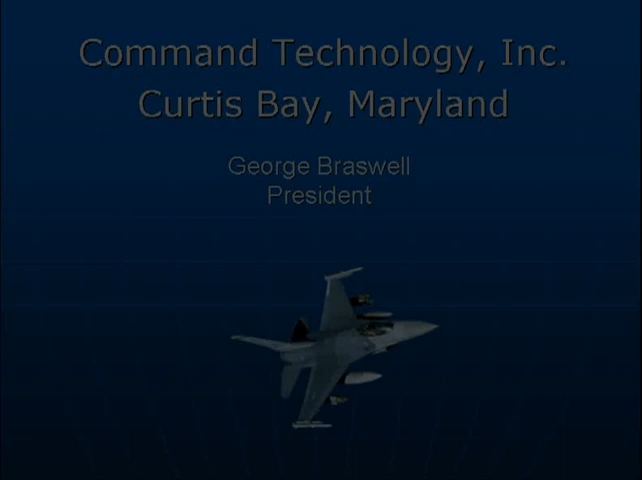 Command Technology, Inc.
Curtis Bay, Maryland
George Braswell
President